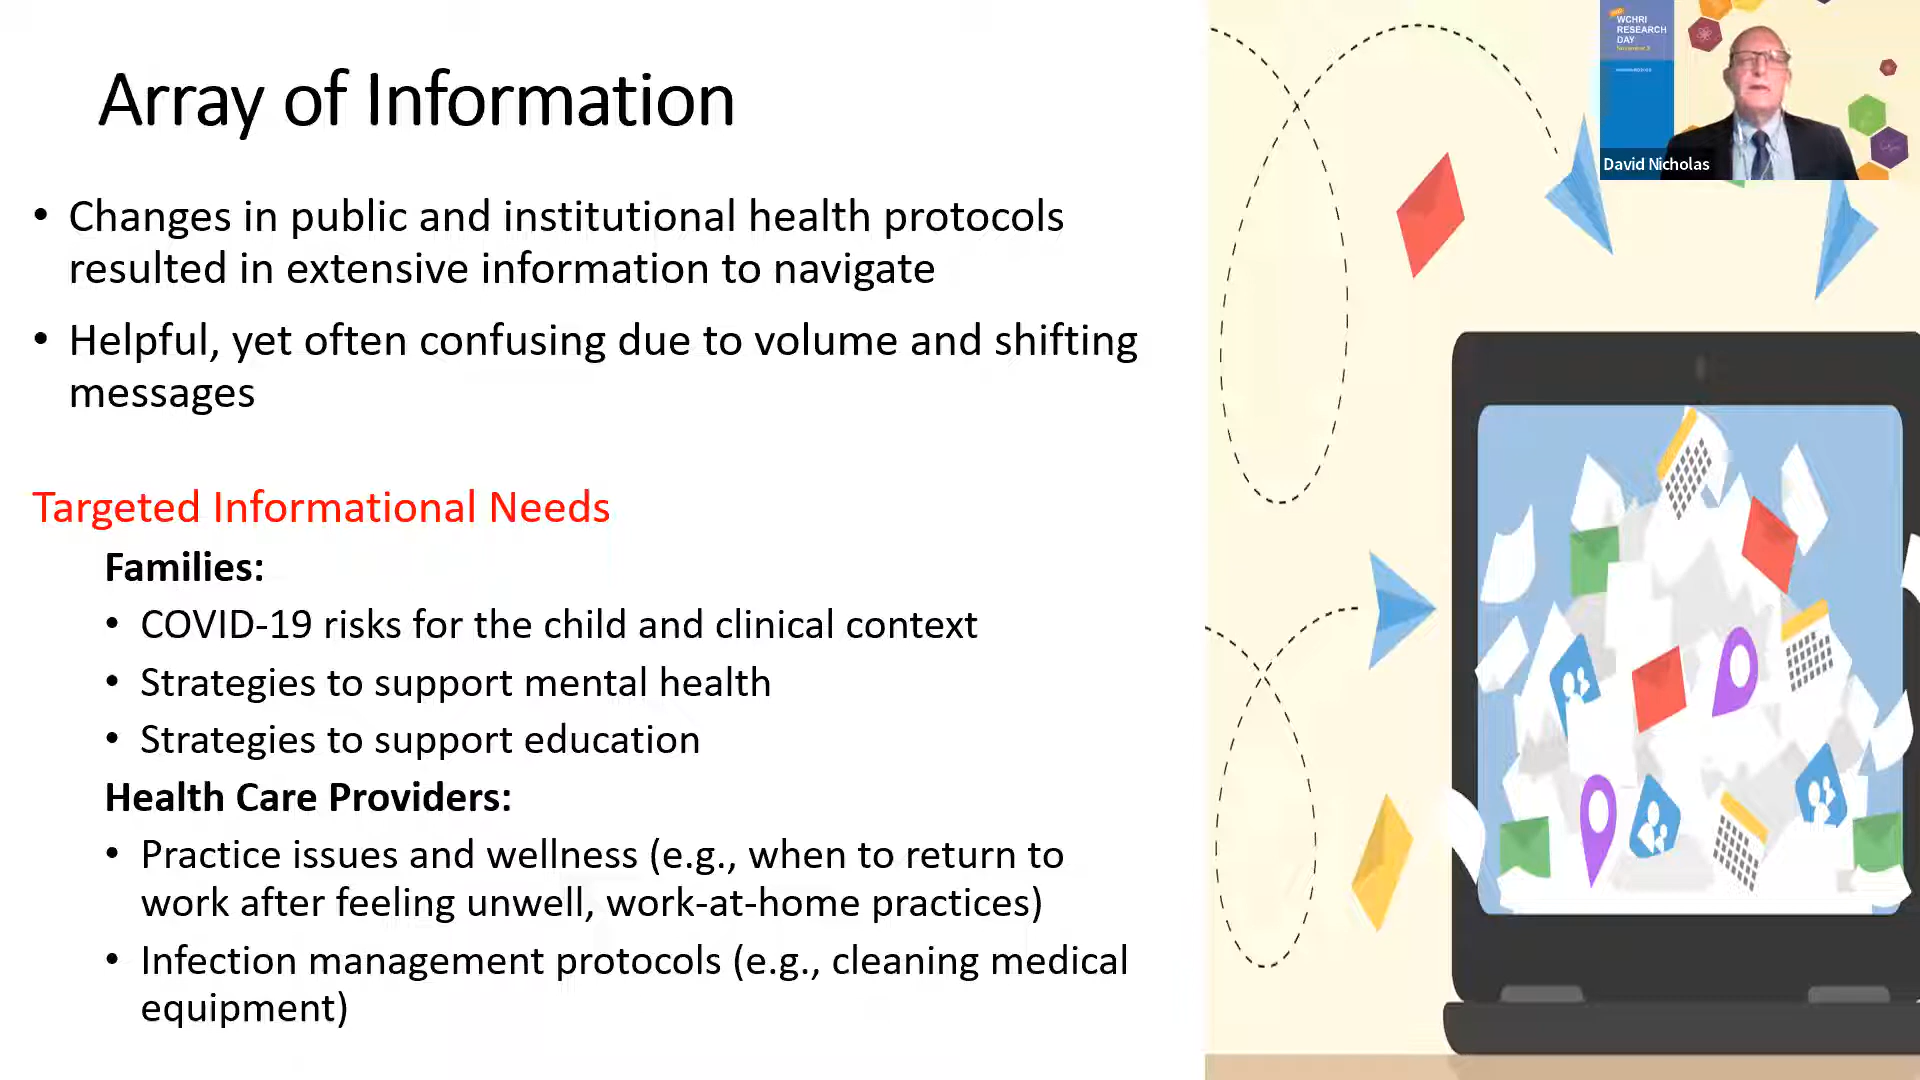 Array of Information
• Changes in public and institutional health protocols
resulted in extensive information to navigate
• Helpful, yet often confusing due to volume and shifting
messages
Targeted Informational Needs
Families:
• COVID-19 risks for the child and clinical context
• Strategies to support mental health
• Strategies to support education
Health Care Providers:
• Practice issues and wellness (e.g., when to return to
work after feeling unwell, work-at-home practices)
• Infection management protocols (e.g., cleaning medical
equipment)
WCHRI
RESEARCH
DAY
David Nicholas